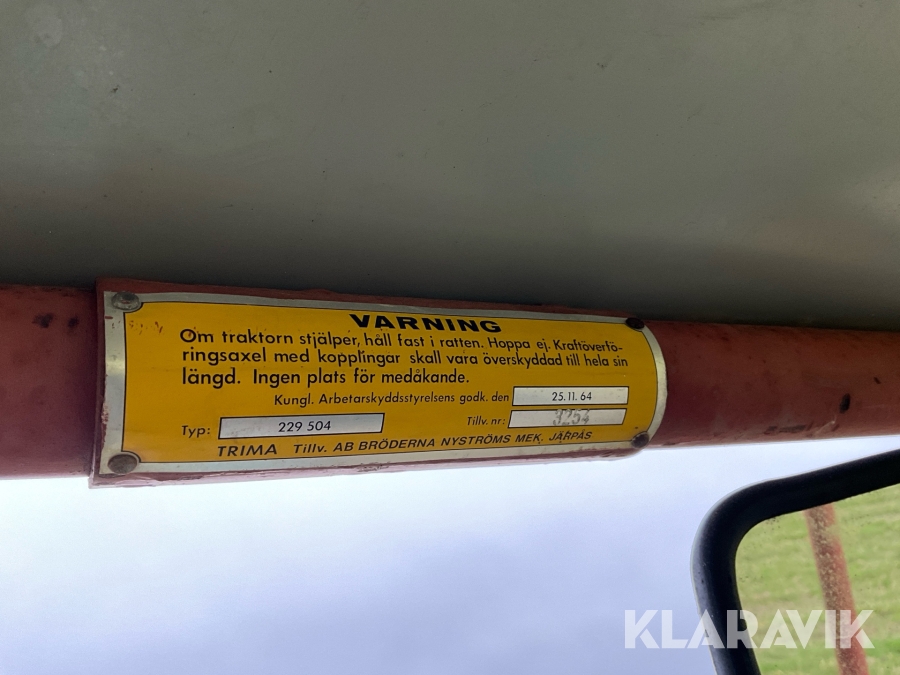 VARNING
Om traktorn stjälper, håll fast i ratten. Hoppa ej. Kraftöverfö-
ringsaxel med kopplingar skall vara överskyddad till hela sin
längd. Ingen plats för medåkande.
Kungl. Arbetarskyddsstyrelsens godk. den 25.11.64
Typ: 229 504 Tillv. nr: 3254
TRIMA Tillv. AB BRÖDERNA NYSTRÖMS MEK. JÄRPÅS
KLARAVIK